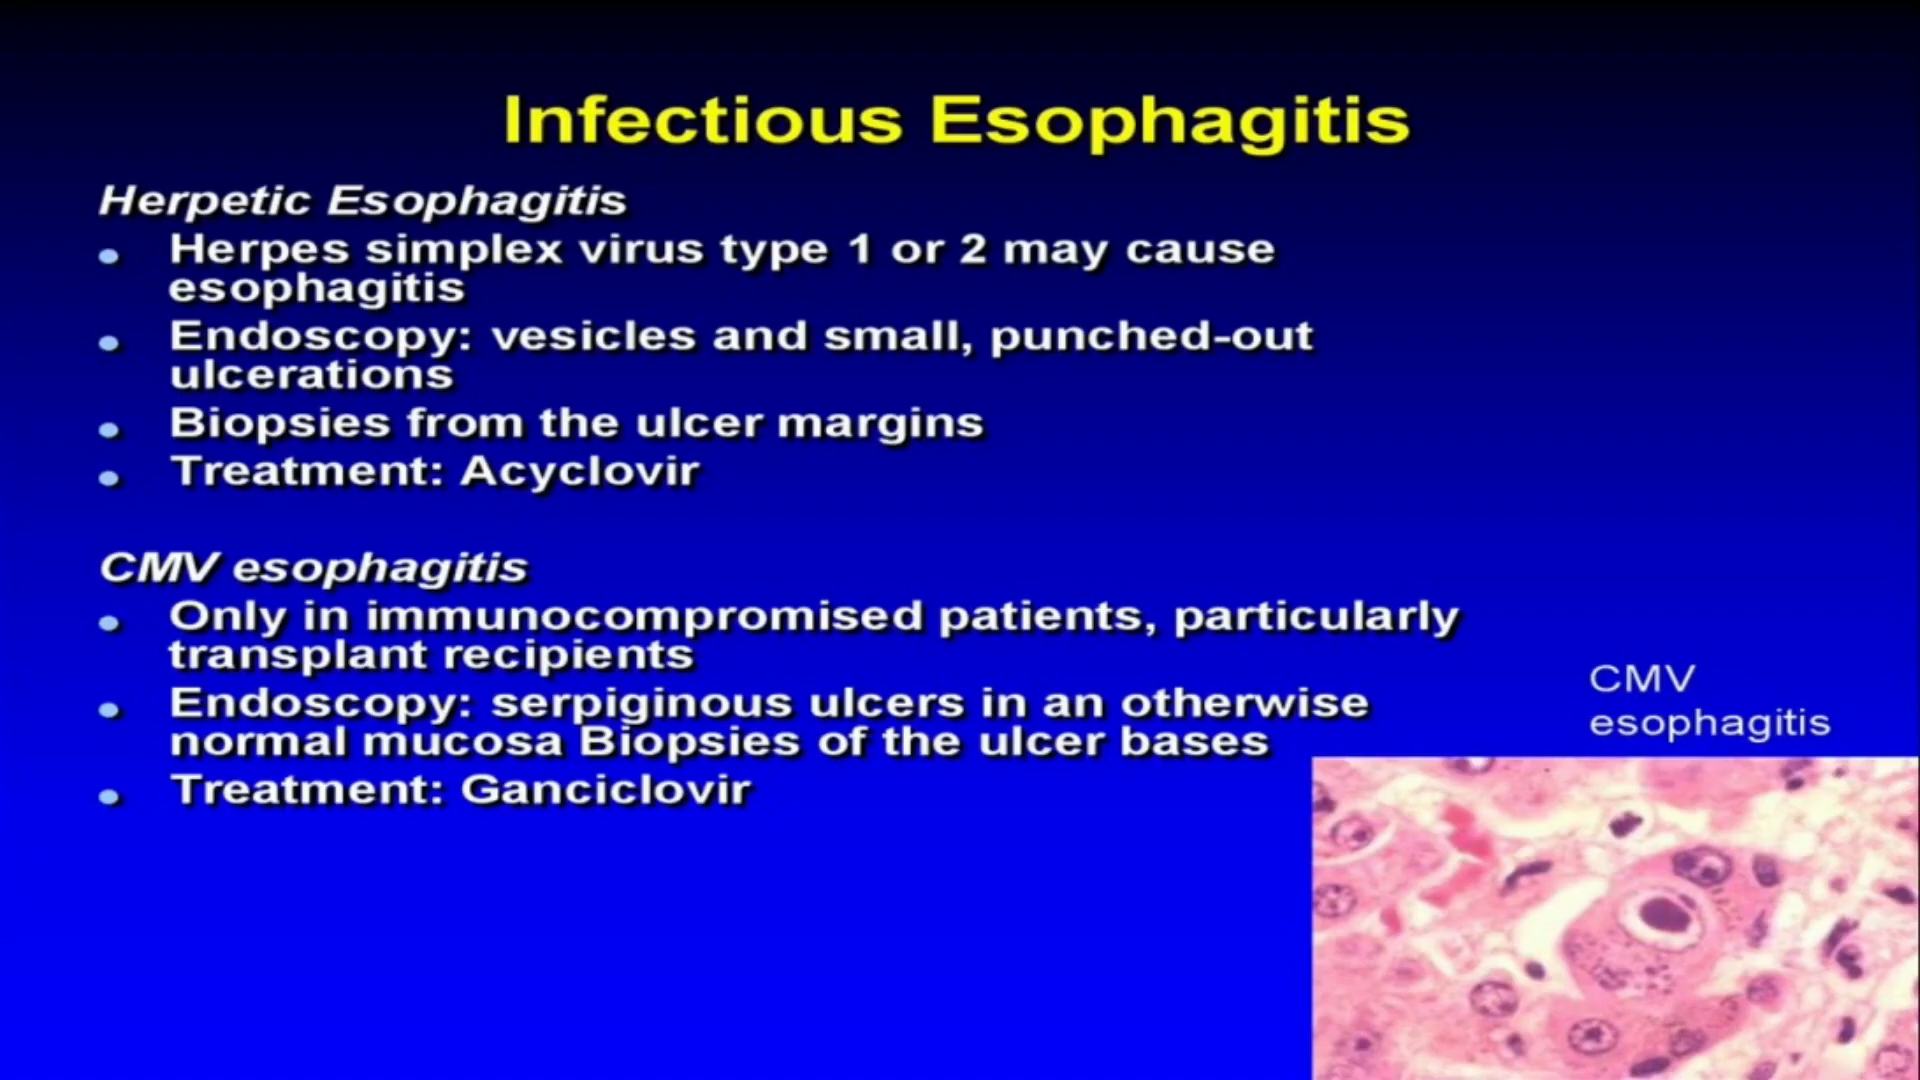 Infectious Esophagitis
Herpetic Esophagitis
• Herpes simplex virus type 1 or 2 may cause
esophagitis
• Endoscopy: vesicles and small, punched-out
ulcerations
• Biopsies from the ulcer margins
• Treatment: Acyclovir
CMV esophagitis
• Only in immunocompromised patients, particularly
transplant recipients
• Endoscopy: serpiginous ulcers in an otherwise
normal mucosa Biopsies of the ulcer bases
• Treatment: Ganciclovir
CMV
esophagitis